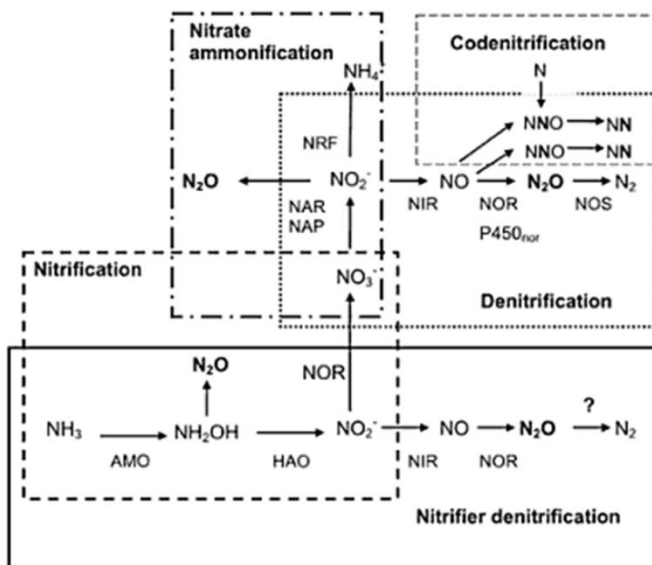 Nitrate
ammonification
Codenitrification
NH₄
N
NNO NN
NRF
NNO NN
N₂O NO₂⁻ NO N₂O N₂
NAR NIR NOR NOS
NAP P450nor
Nitrification
NO₃⁻
Denitrification
N₂O
NOR
?
NH₃ NH₂OH NO₂⁻ NO N₂O N₂
AMO HAO NIR NOR
Nitrifier denitrification